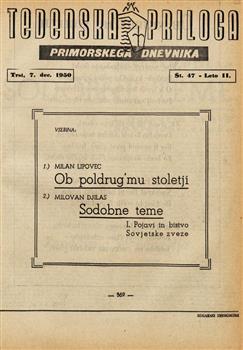 TEDENSKA PRILOGA
PRIMORSKEGA DNEVNIKA
Trst, 7. dec. 1950
Št. 47 - Leto II.
VSEBINA:
1.) MILAN LIPOVEC
Ob poldrug'mu stoletji
2.) MILOVAN DJILAS
Sodobne teme
I. Pojavi in bistvo
Sovjetske zveze
— 369 —